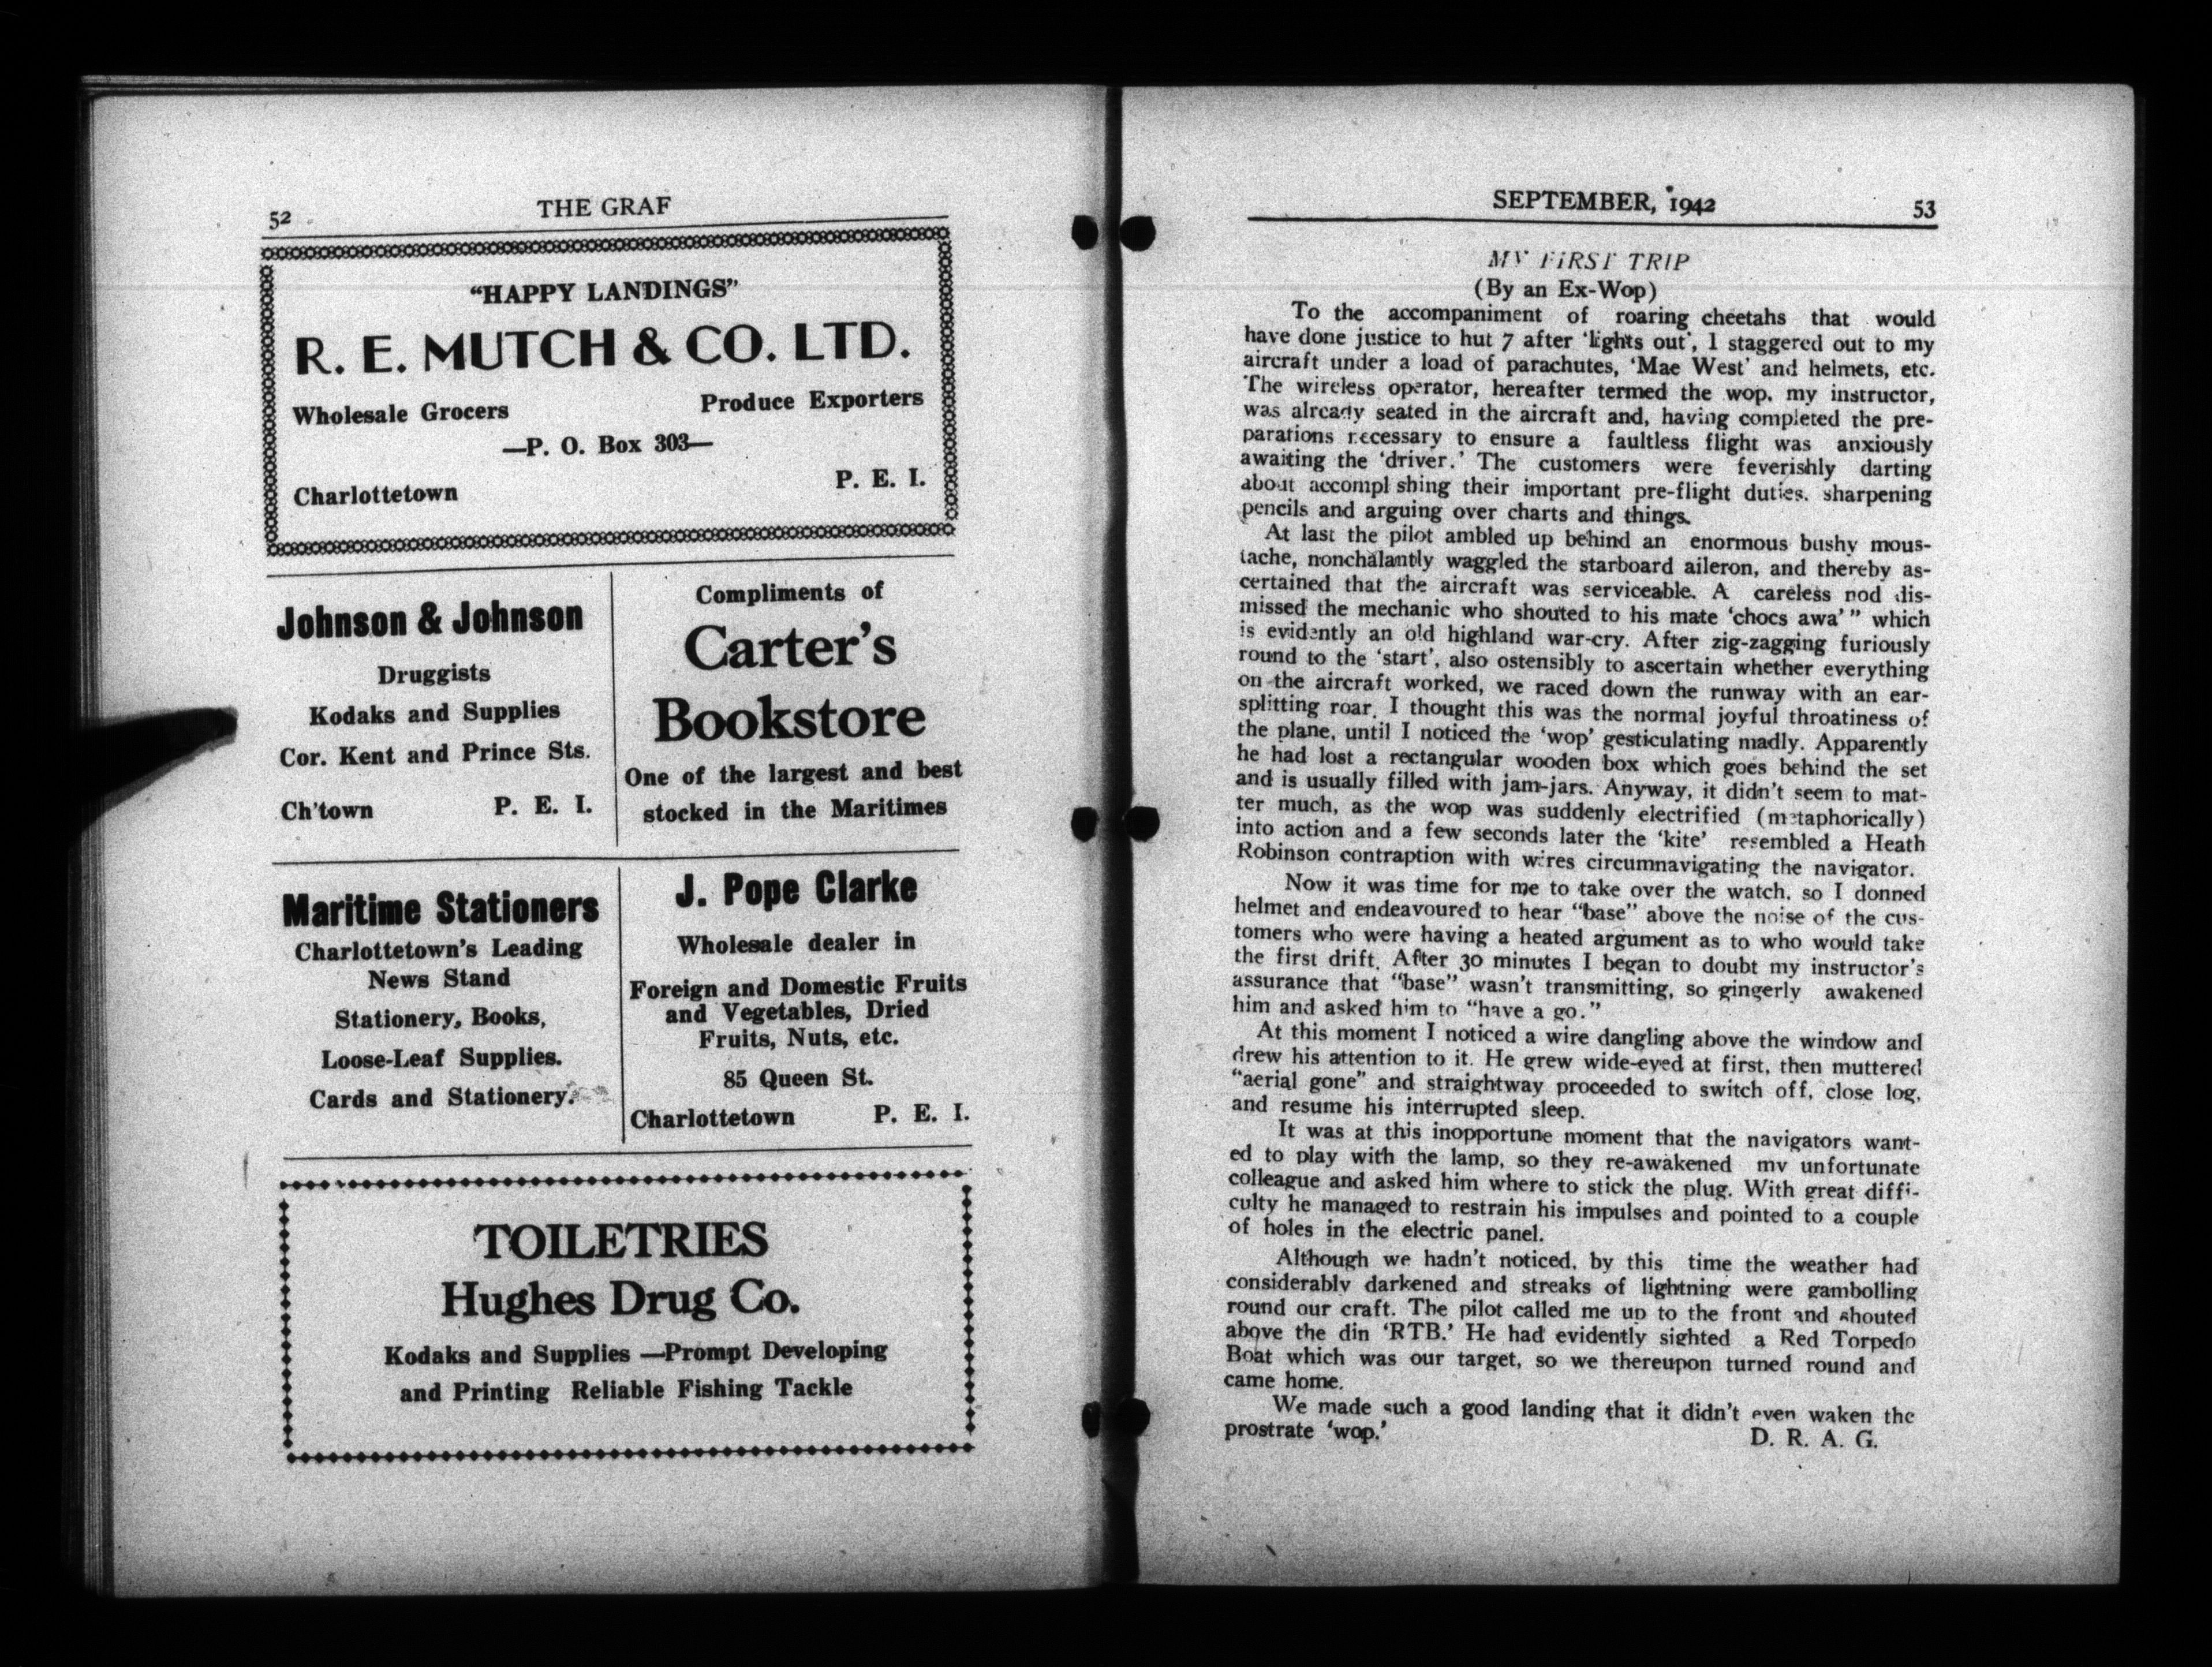 52
THE GRAF
"HAPPY LANDINGS"
R. E. MUTCH & CO. LTD.
Wholesale Grocers
Produce Exporters
—P. O. Box 303—
Charlottetown
P. E. I.
Johnson & Johnson
Druggists
Kodaks and Supplies
Cor. Kent and Prince Sts.
Ch'town P. E. I.
Compliments of
Carter's
Bookstore
One of the largest and best
stocked in the Maritimes
Maritime Stationers
Charlottetown's Leading
News Stand
Stationery, Books,
Loose-Leaf Supplies.
Cards and Stationery.
J. Pope Clarke
Wholesale dealer in
Foreign and Domestic Fruits
and Vegetables, Dried
Fruits, Nuts, etc.
85 Queen St.
Charlottetown P. E. I.
TOILETRIES
Hughes Drug Co.
Kodaks and Supplies —Prompt Developing
and Printing Reliable Fishing Tackle
SEPTEMBER, 1942
53
MY FIRST TRIP
(By an Ex-Wop)
To the accompaniment of roaring cheetahs that would
have done justice to hut 7 after 'lights out', I staggered out to my
aircraft under a load of parachutes, 'Mae West' and helmets, etc.
The wireless operator, hereafter termed the wop, my instructor,
was already seated in the aircraft and, having completed the pre-
parations necessary to ensure a faultless flight was anxiously
awaiting the 'driver.' The customers were feverishly darting
about accompl shing their important pre-flight duties, sharpening
pencils and arguing over charts and things.
At last the pilot ambled up behind an enormous bushy mous-
tache, nonchalantly waggled the starboard aileron, and thereby as-
certained that the aircraft was serviceable. A careless nod dis-
missed the mechanic who shouted to his mate 'chocs awa' " which
is evidently an old highland war-cry. After zig-zagging furiously
round to the 'start', also ostensibly to ascertain whether everything
on the aircraft worked, we raced down the runway with an ear-
splitting roar. I thought this was the normal joyful throatiness of
the plane, until I noticed the 'wop' gesticulating madly. Apparently
he had lost a rectangular wooden box which goes behind the set
and is usually filled with jam-jars. Anyway, it didn't seem to mat-
ter much, as the wop was suddenly electrified (metaphorically)
into action and a few seconds later the 'kite' resembled a Heath
Robinson contraption with wires circumnavigating the navigator.
Now it was time for me to take over the watch, so I donned
helmet and endeavoured to hear "base" above the noise of the cus-
tomers who were having a heated argument as to who would take
the first drift. After 30 minutes I began to doubt my instructor's
assurance that "base" wasn't transmitting, so gingerly awakened
him and asked him to "have a go."
At this moment I noticed a wire dangling above the window and
drew his attention to it. He grew wide-eyed at first, then muttered
"aerial gone" and straightway proceeded to switch off, close log,
and resume his interrupted sleep.
It was at this inopportune moment that the navigators want-
ed to play with the lamp, so they re-awakened my unfortunate
colleague and asked him where to stick the plug. With great diffi-
culty he managed to restrain his impulses and pointed to a couple
of holes in the electric panel.
Although we hadn't noticed, by this time the weather had
considerably darkened and streaks of lightning were gambolling
round our craft. The pilot called me up to the front and shouted
above the din 'RTB.' He had evidently sighted a Red Torpedo
Boat which was our target, so we thereupon turned round and
came home.
We made such a good landing that it didn't even waken the
prostrate 'wop.'
D. R. A. G.